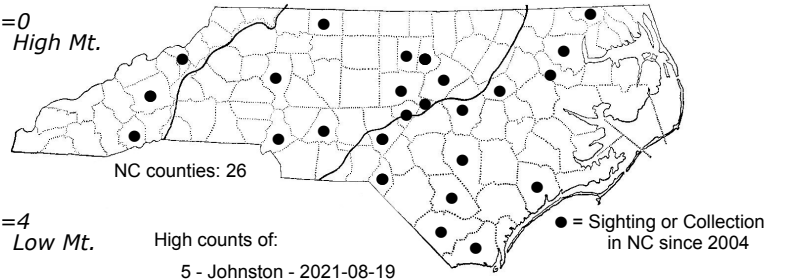 =0
High Mt.
NC counties: 26
=4
Low Mt.
High counts of:
5 - Johnston - 2021-08-19
● = Sighting or Collection
in NC since 2004